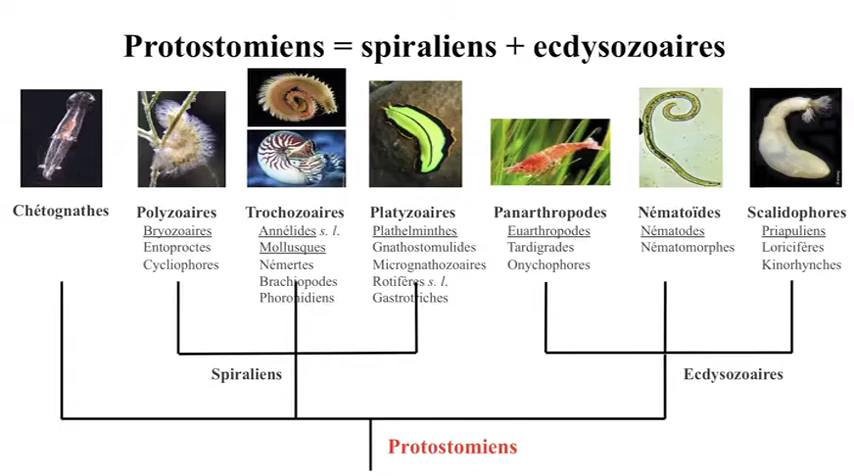 Protostomiens = spiraliens + ecdysozoaires
Chétognathes
Polyzoaires
Bryozoaires
Entoproctes
Cycliophores
Trochozoaires
Annélides s. l.
Mollusques
Némertes
Brachiopodes
Phoronidiens
Platyzoaires
Plathelminthes
Gnathostomulides
Micrognathozoaires
Rotifères s. l.
Gastrotriches
Panarthropodes
Euarthropodes
Tardigrades
Onychophores
Nématoïdes
Nématodes
Nématomorphes
Scalidophores
Priapuliens
Loricifères
Kinorhynches
Spiraliens
Ecdysozoaires
Protostomiens